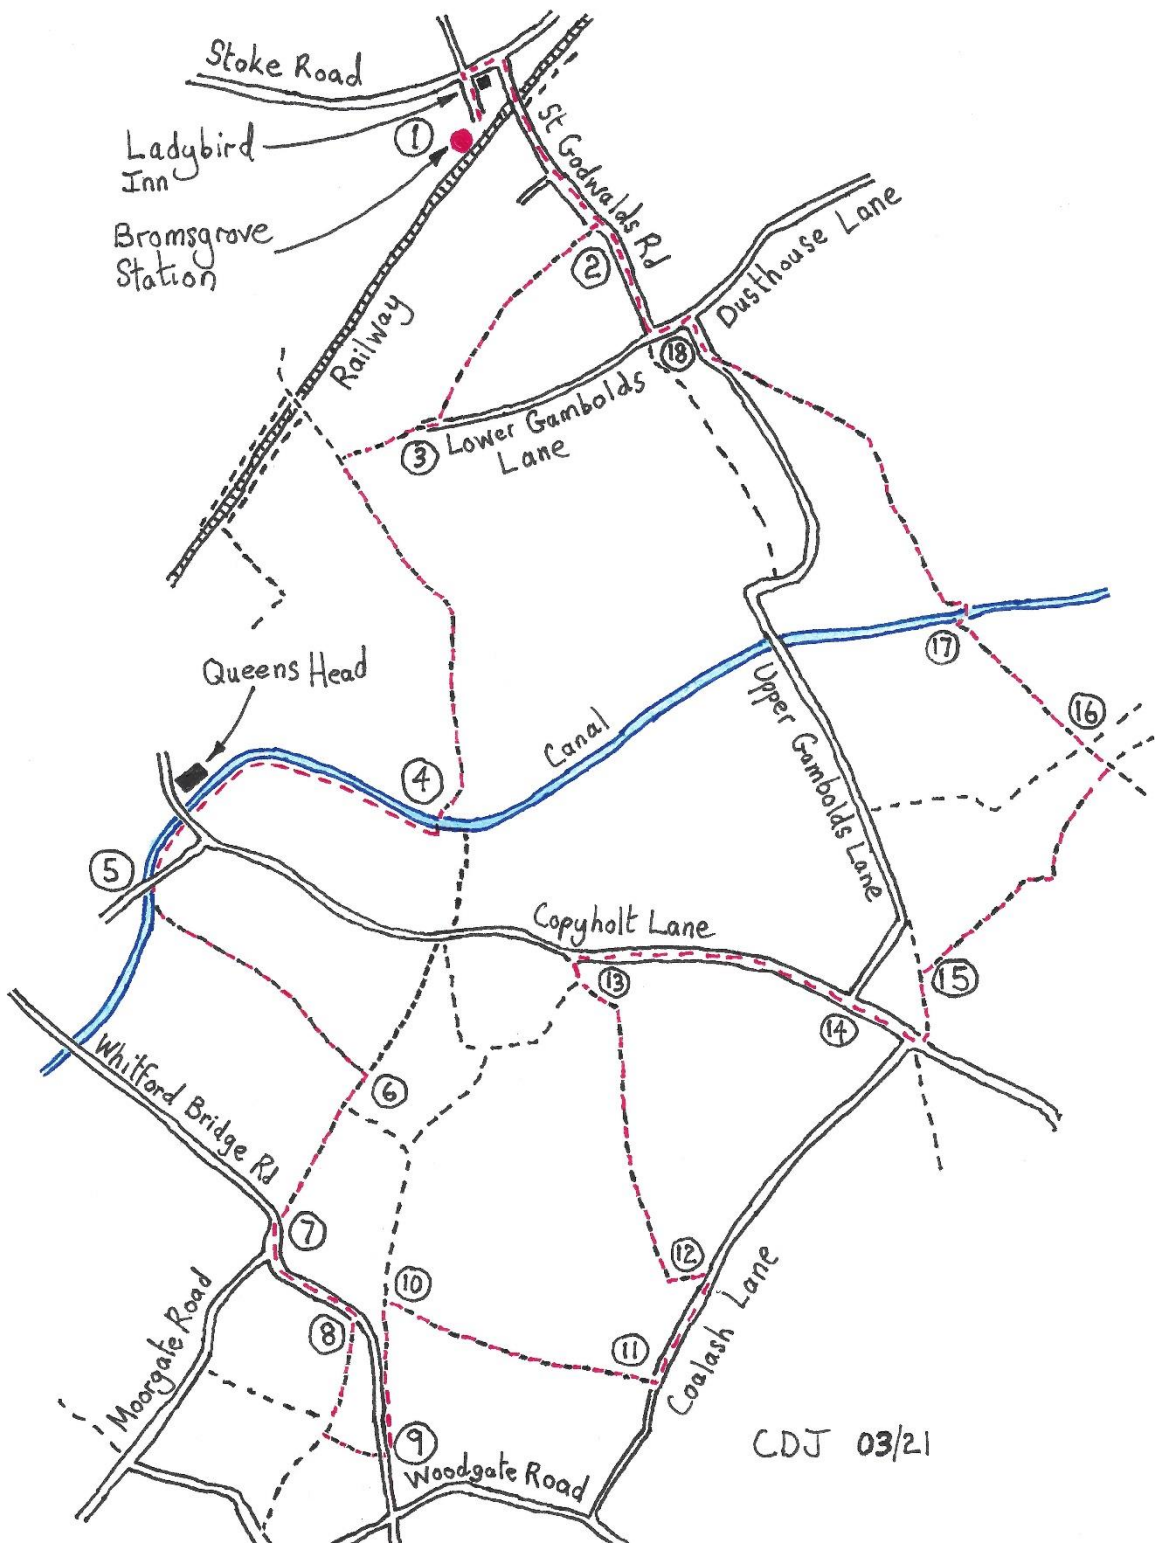 Stoke Road
Ladybird
Inn
1
Bromsgrove
Station
St Godwalds Rd
2
Dusthouse Lane
Railway
18
Lower Gambolds
Lane
3
17
Queens Head
Canal
4
Upper Gambolds Lane
16
5
Copyholt Lane
13
15
14
Whitford Bridge Rd
6
7
12
10
8
11
Coalash Lane
Moorgate Road
9
Woodgate Road
CDJ 03/21